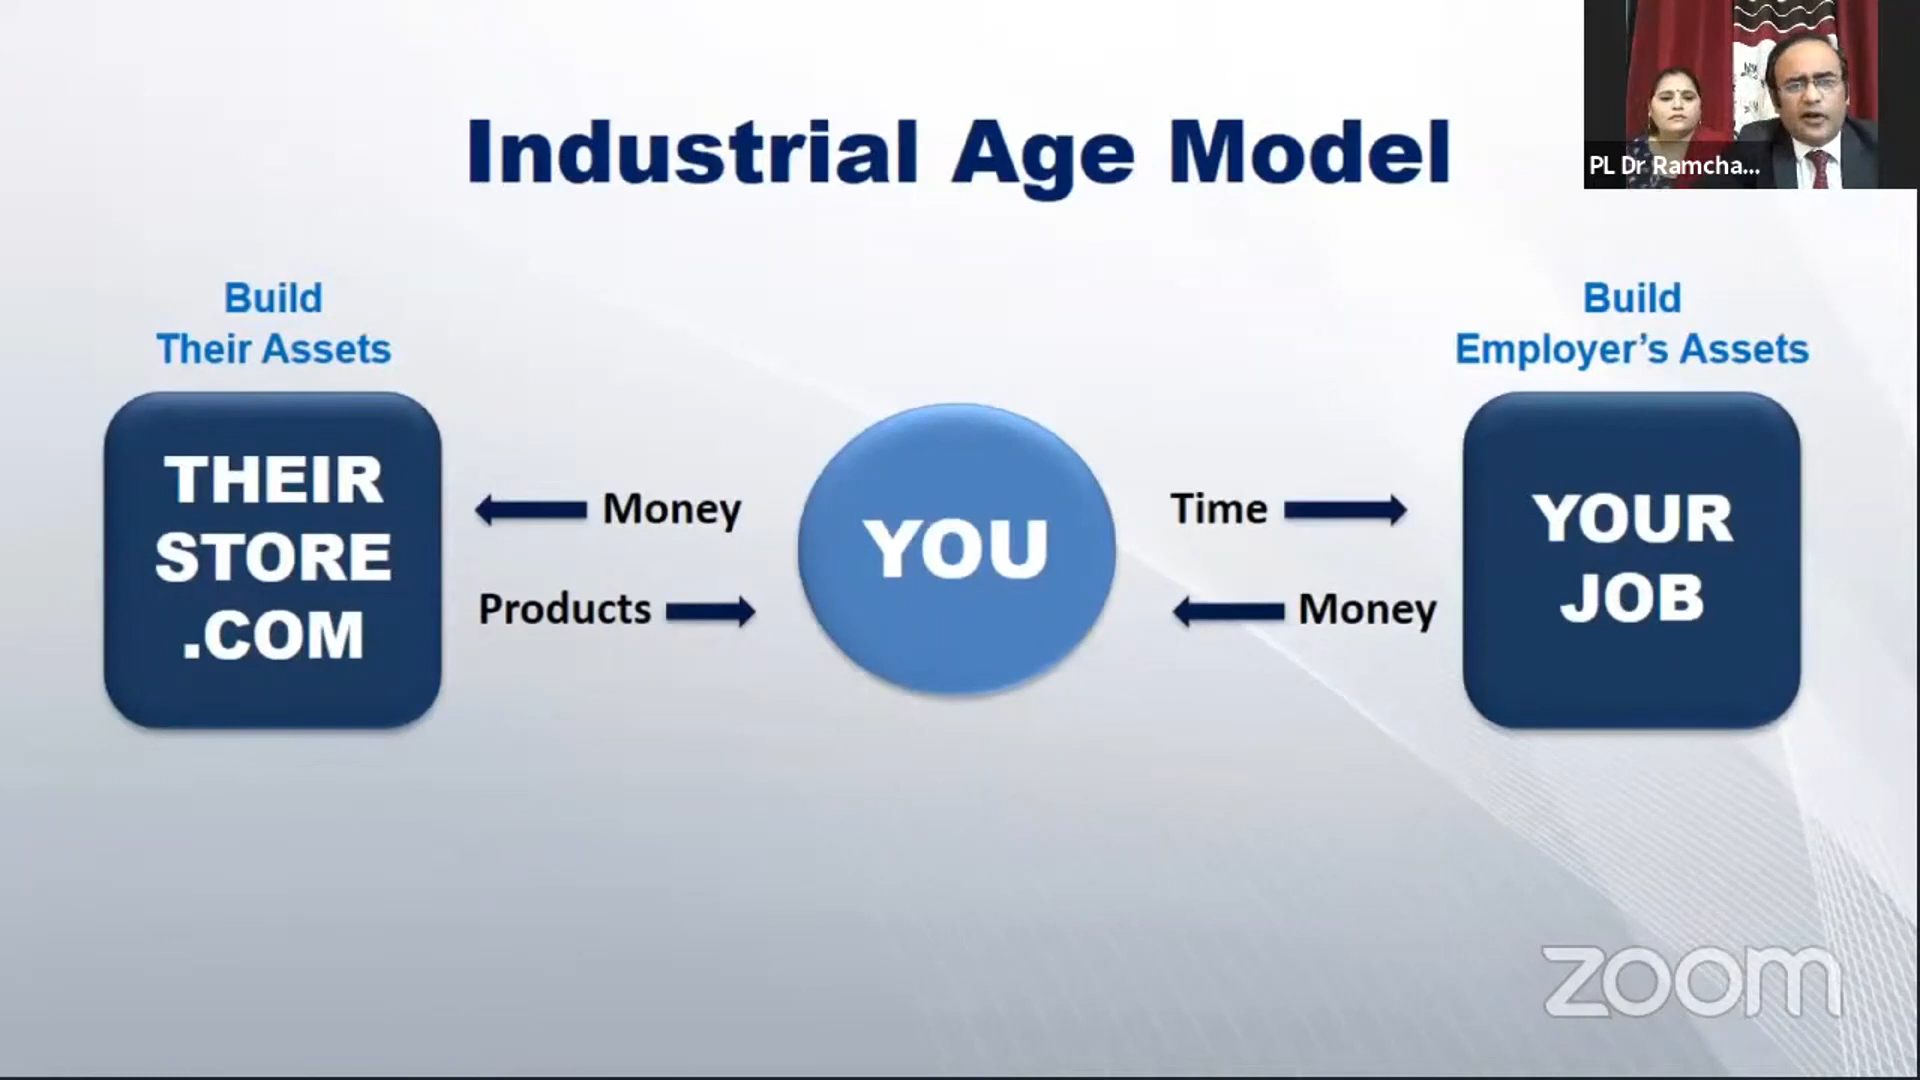 Industrial Age Model
PL Dr Ramcha...
Build
Their Assets
Build
Employer’s Assets
THEIR
STORE
.COM
Money
Products
YOU
Time
Money
YOUR
JOB
zoom